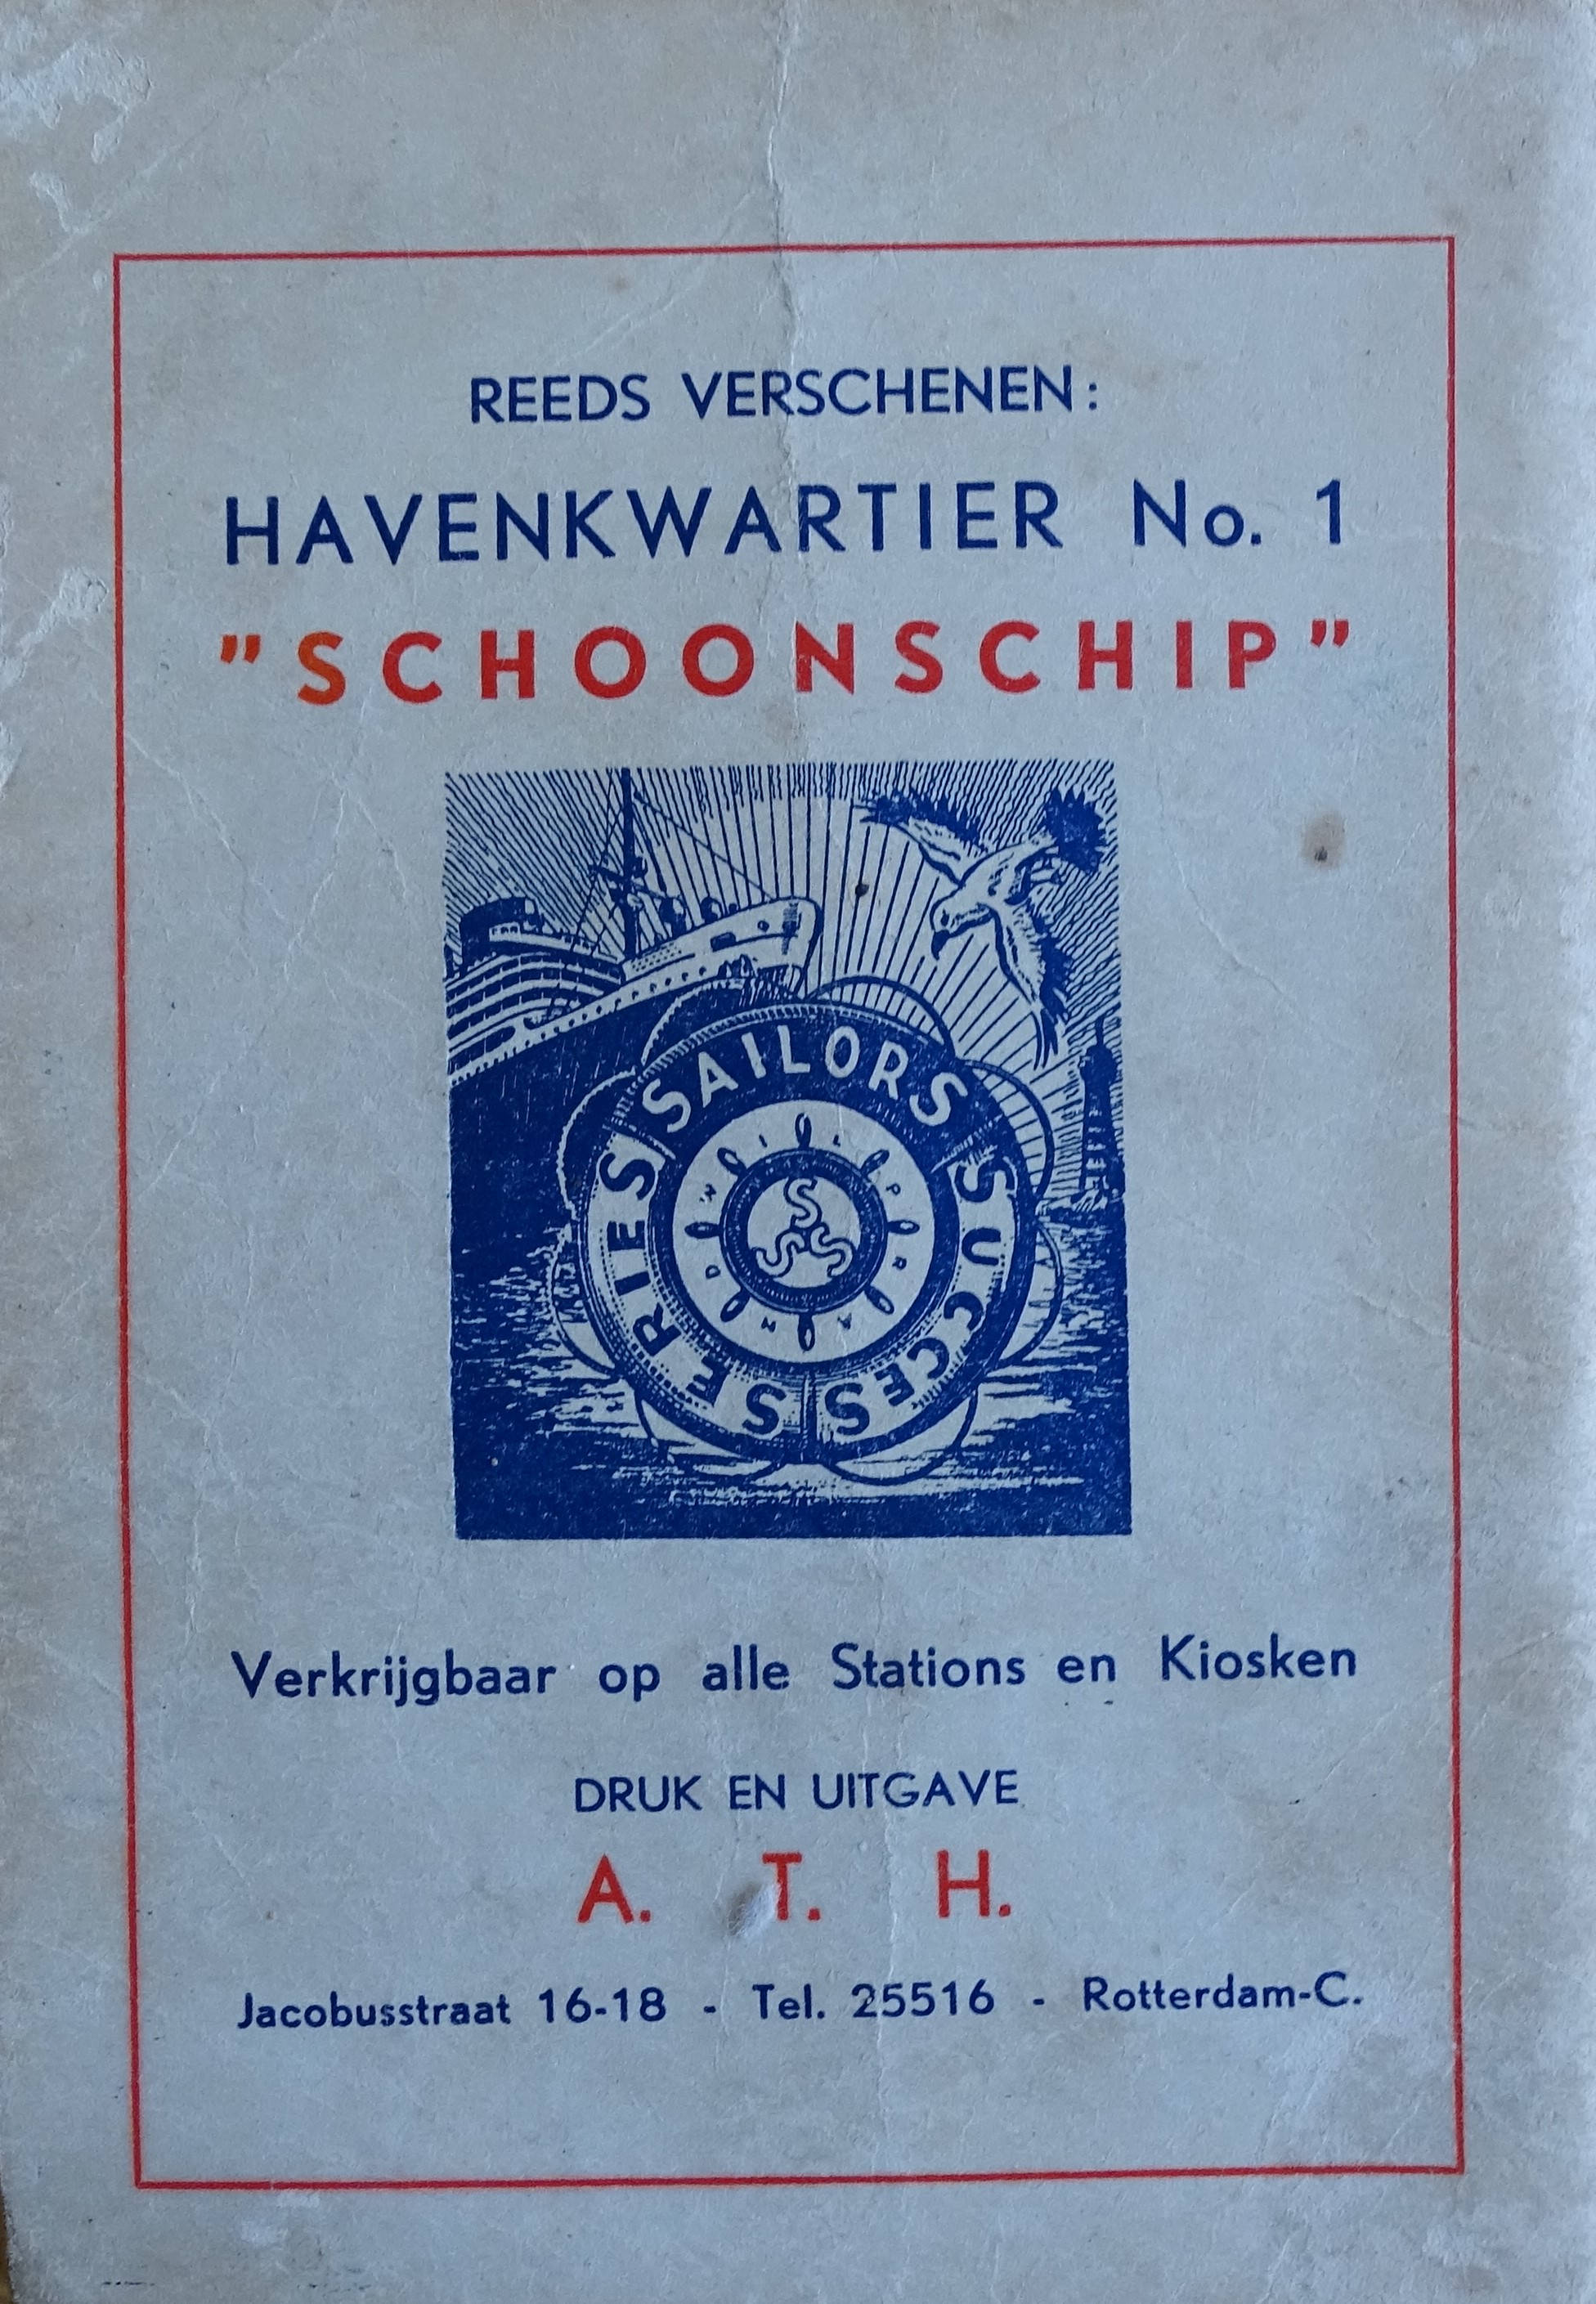 REEDS VERSCHENEN:
HAVENKWARTIER No. 1
"SCHOONSCHIP"
SAILORS SUCCES SERIES
S S S
Verkrijgbaar op alle Stations en Kiosken
DRUK EN UITGAVE
A. T. H.
Jacobusstraat 16-18 - Tel. 25516 - Rotterdam-C.